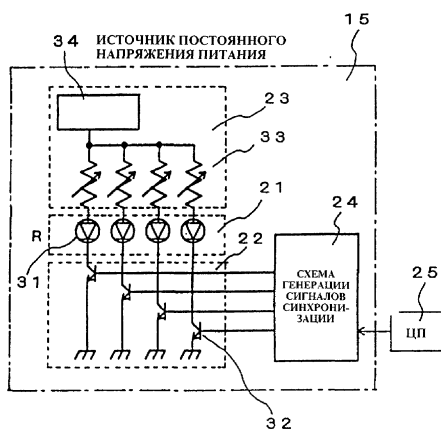 ИСТОЧНИК ПОСТОЯННОГО
НАПРЯЖЕНИЯ ПИТАНИЯ
15
34
23
33
21
R
24
22
31
СХЕМА
ГЕНЕРАЦИИ
СИГНАЛОВ
СИНХРОНИ-
ЗАЦИИ
25
ЦП
32